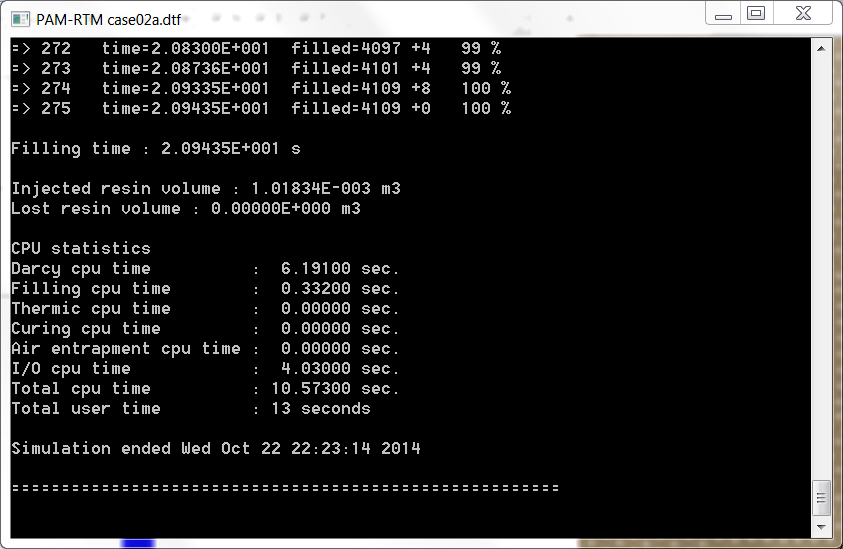 PAM-RTM case02a.dtf
=> 272   time=2.08300E+001  filled=4097 +4   99 %
=> 273   time=2.08736E+001  filled=4101 +4   99 %
=> 274   time=2.09335E+001  filled=4109 +8   100 %
=> 275   time=2.09435E+001  filled=4109 +0   100 %
Filling time : 2.09435E+001 s
Injected resin volume : 1.01834E-003 m3
Lost resin volume : 0.00000E+000 m3
CPU statistics
Darcy cpu time          :  6.19100 sec.
Filling cpu time        :  0.33200 sec.
Thermic cpu time        :  0.00000 sec.
Curing cpu time         :  0.00000 sec.
Air entrapment cpu time :  0.00000 sec.
I/O cpu time            :  4.03000 sec.
Total cpu time          : 10.57300 sec.
Total user time         : 13 seconds
Simulation ended Wed Oct 22 22:23:14 2014
=======================================================